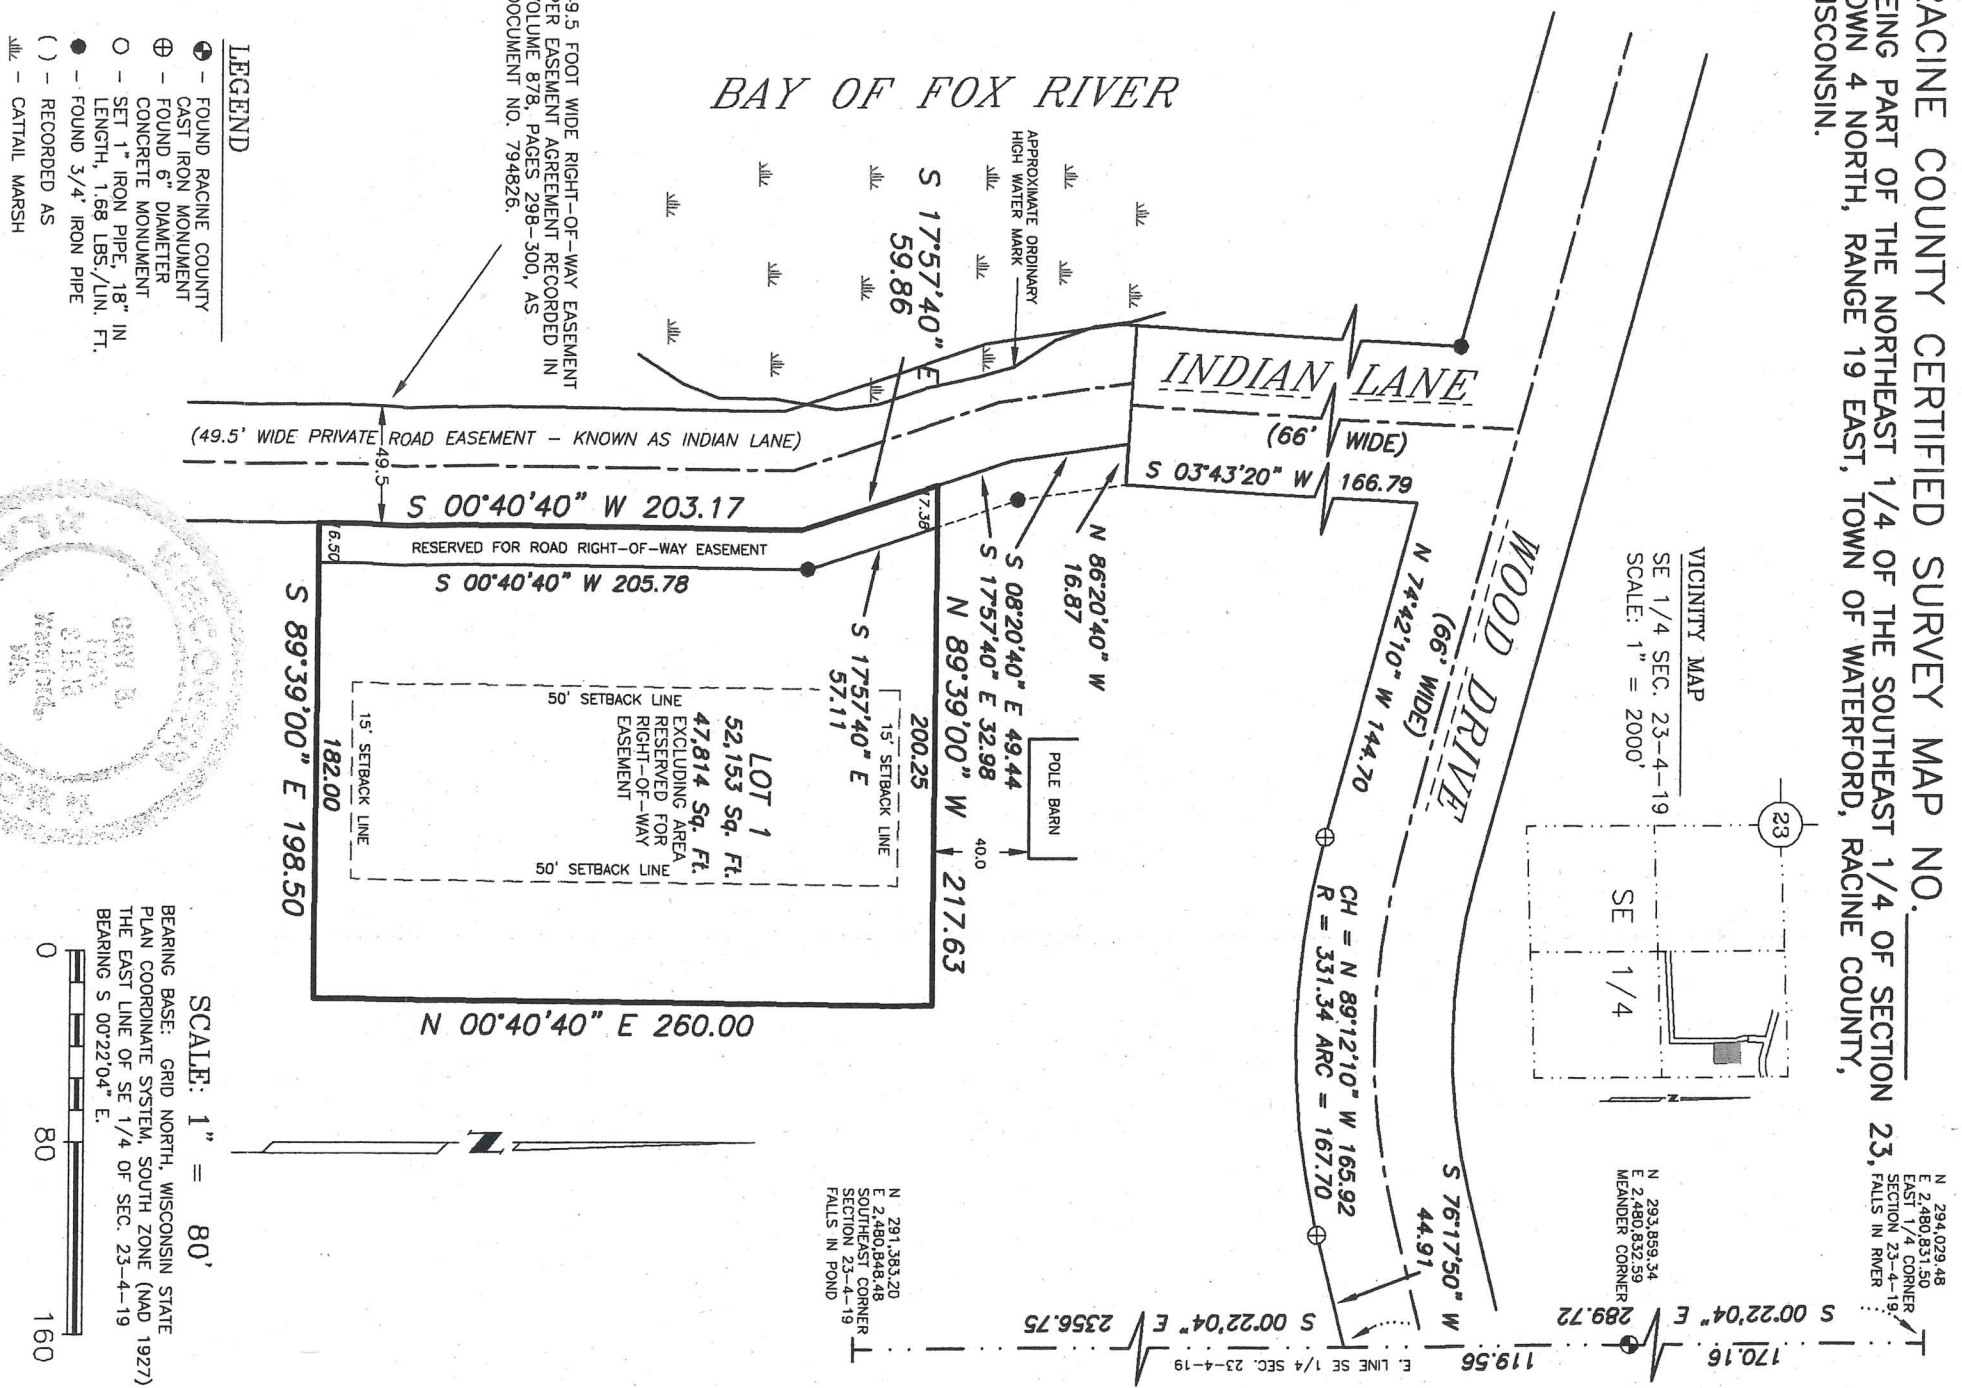 RACINE COUNTY CERTIFIED SURVEY MAP NO.
EING PART OF THE NORTHEAST 1/4 OF THE SOUTHEAST 1/4 OF SECTION 23,
OWN 4 NORTH, RANGE 19 EAST, TOWN OF WATERFORD, RACINE COUNTY,
ISCONSIN.
N 294,029.48
E 2,480,831.50
EAST 1/4 CORNER
SECTION 23-4-19
FALLS IN RIVER
N 293,859.34
E 2,480,832.59
MEANDER CORNER
S 00°22'04" E
170.16
289.72
119.56
VICINITY MAP
SE 1/4 SEC. 23-4-19
SCALE: 1" = 2000'
23
SE 1/4
N
WOOD DRIVE
(66' WIDE)
N 74°42'10" W 144.70
CH = N 89°12'10" W 165.92
R = 331.34 ARC = 167.70
S 76°17'50" W
44.91
S 00°22'04" E 2356.75
E. LINE SE 1/4 SEC. 23-4-19
N 291,383.20
E 2,480,848.48
SOUTHEAST CORNER
SECTION 23-4-19
FALLS IN POND
INDIAN LANE
(66' WIDE)
S 03°43'20" W 166.79
N 86°20'40" W
16.87
S 08°20'40" E 49.44
S 17°57'40" E 32.98
BAY OF FOX RIVER
APPROXIMATE ORDINARY
HIGH WATER MARK
S 17°57'40" E
59.86
POLE BARN
40.0
N 89°39'00" W 217.63
200.25
17.38
15' SETBACK LINE
S 17°57'40" E
57.11
LOT 1
52,153 Sq. Ft.
47,814 Sq. Ft.
EXCLUDING AREA
RESERVED FOR
RIGHT-OF-WAY
EASEMENT
50' SETBACK LINE
50' SETBACK LINE
15' SETBACK LINE
(49.5' WIDE PRIVATE ROAD EASEMENT - KNOWN AS INDIAN LANE)
49.5
S 00°40'40" W 203.17
RESERVED FOR ROAD RIGHT-OF-WAY EASEMENT
S 00°40'40" W 205.78
16.50
182.00
S 89°39'00" E 198.50
N 00°40'40" E 260.00
N
9.5 FOOT WIDE RIGHT-OF-WAY EASEMENT
PER EASEMENT AGREEMENT RECORDED IN
VOLUME 878, PAGES 298-300, AS
DOCUMENT NO. 794826.
LEGEND
- FOUND RACINE COUNTY
CAST IRON MONUMENT
- FOUND 6" DIAMETER
CONCRETE MONUMENT
- SET 1" IRON PIPE, 18" IN
LENGTH, 1.68 LBS./LIN. FT.
- FOUND 3/4' IRON PIPE
( ) - RECORDED AS
- CATTAIL MARSH
SCALE: 1" = 80'
BEARING BASE: GRID NORTH, WISCONSIN STATE
PLAN COORDINATE SYSTEM, SOUTH ZONE (NAD 1927)
THE EAST LINE OF SE 1/4 OF SEC. 23-4-19
BEARING S 00°22'04" E.
0 80 160